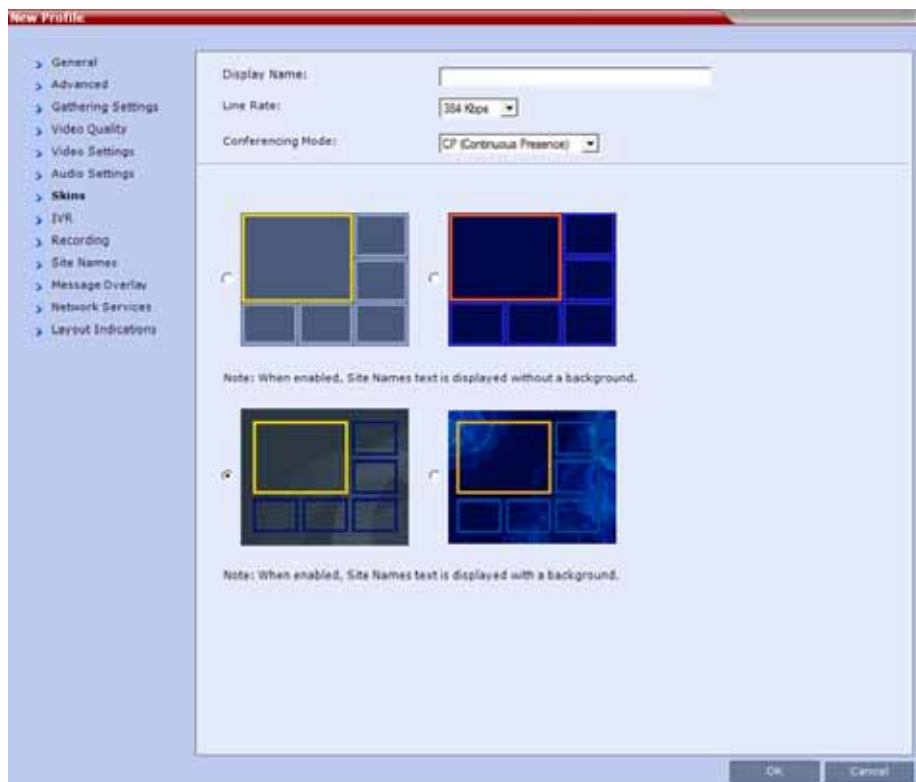 New Profile
General
Advanced
Gathering Settings
Video Quality
Video Settings
Audio Settings
Skins
IVR
Recording
Site Names
Message Overlay
Network Services
Layout Indications
Display Name:
Line Rate: 384 Kbps
Conferencing Mode: CP (Continuous Presence)
Note: When enabled, Site Names text is displayed without a background.
Note: When enabled, Site Names text is displayed with a background.
OK Cancel